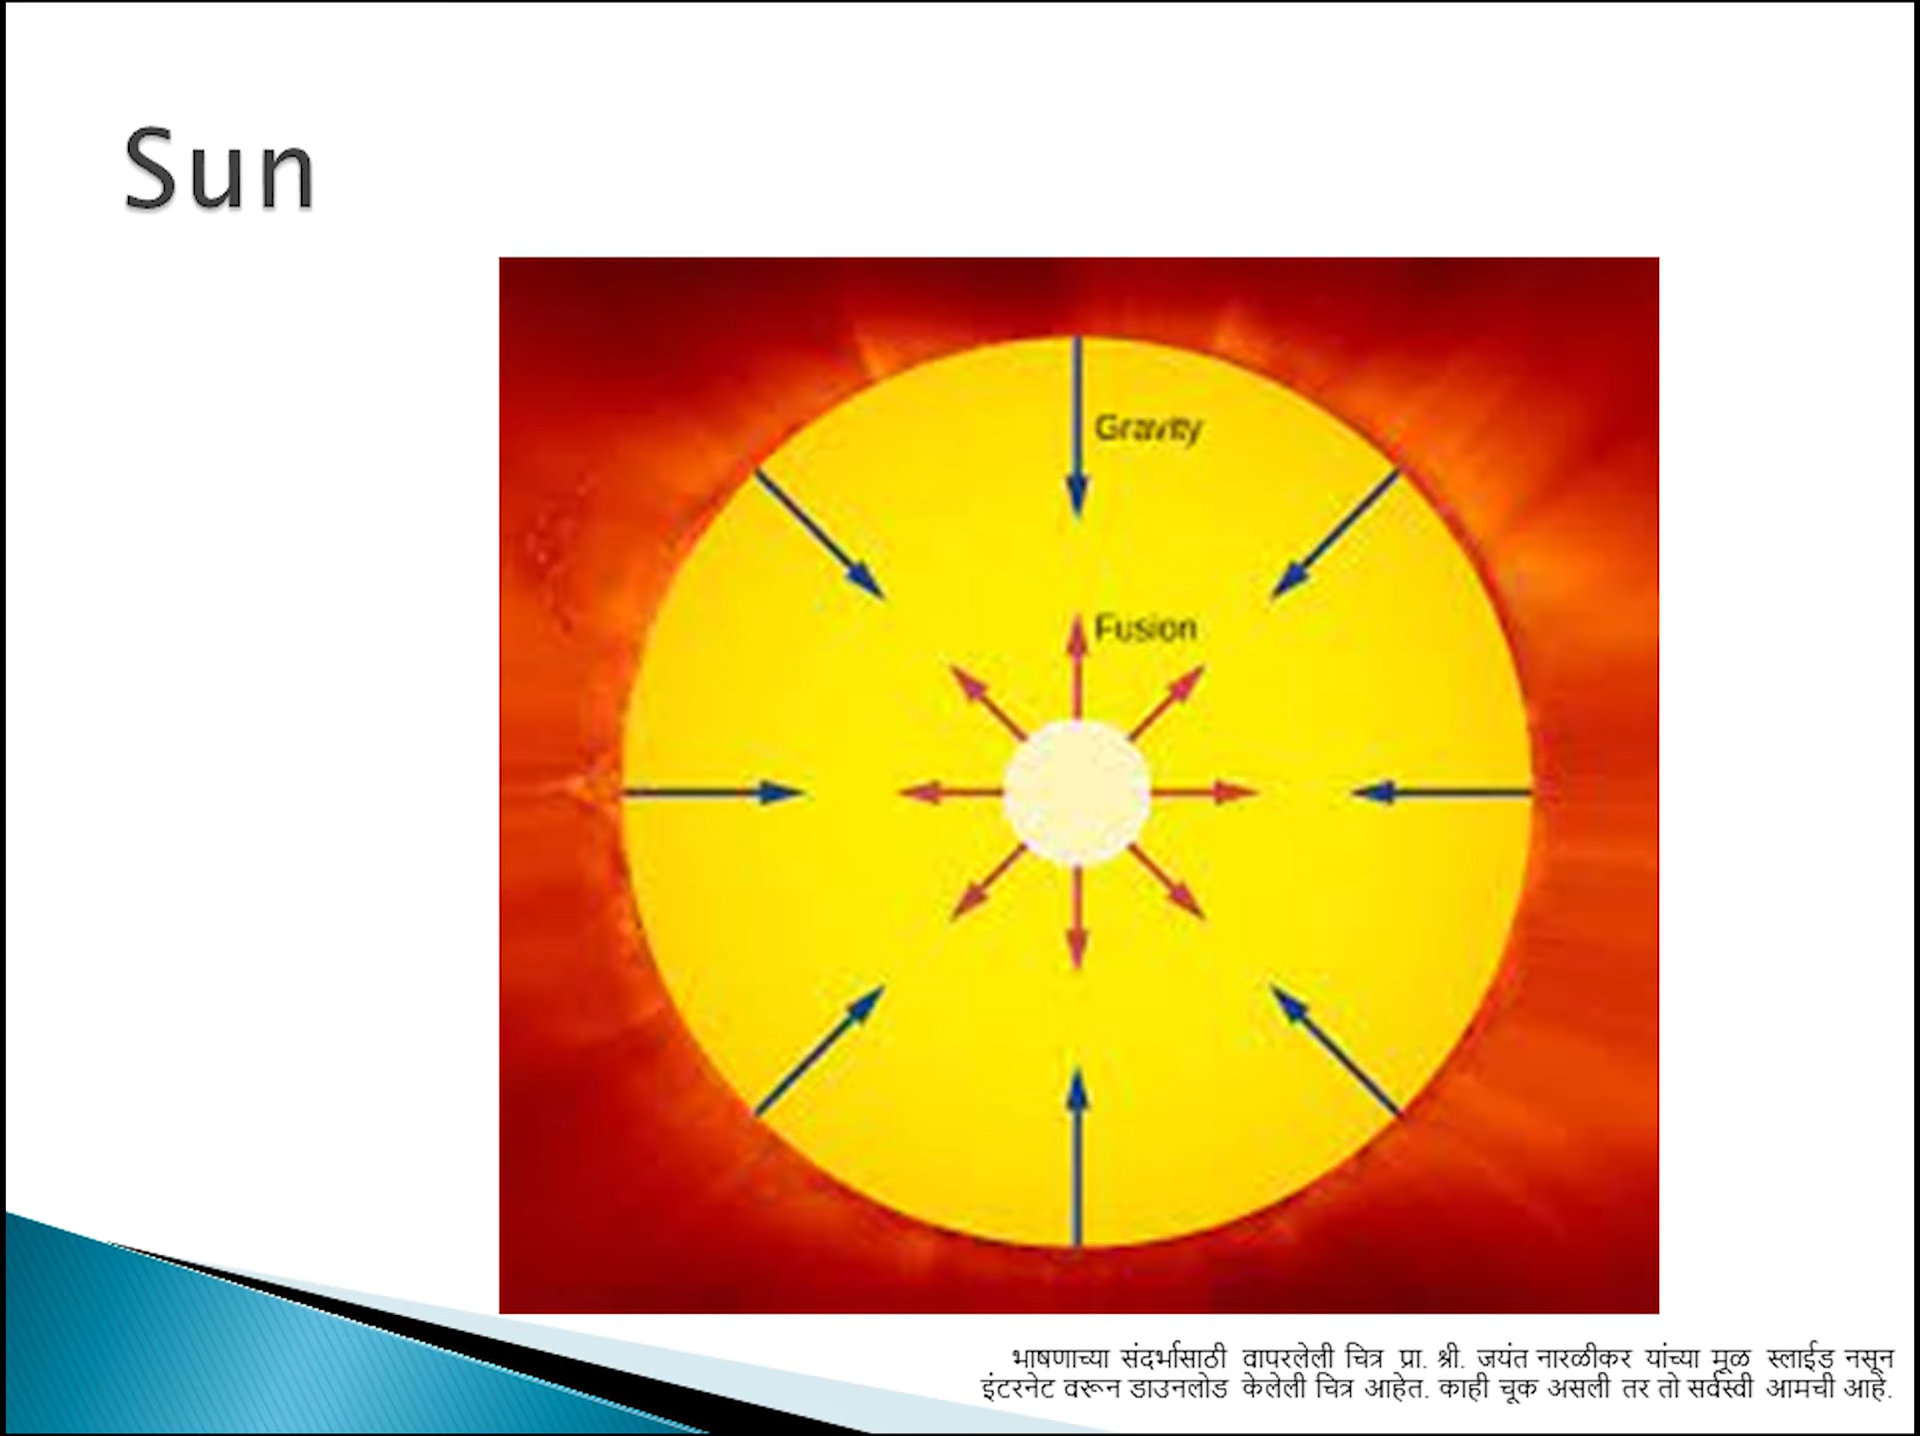 Sun
Gravity
Fusion
भाषणाच्या संदर्भासाठी वापरलेली चित्र प्रा. श्री. जयंत नारळीकर यांच्या मूळ स्लाईड नसून
इंटरनेट वरून डाउनलोड केलेली चित्र आहेत. काही चूक असली तर तो सर्वस्वी आमची आहे.